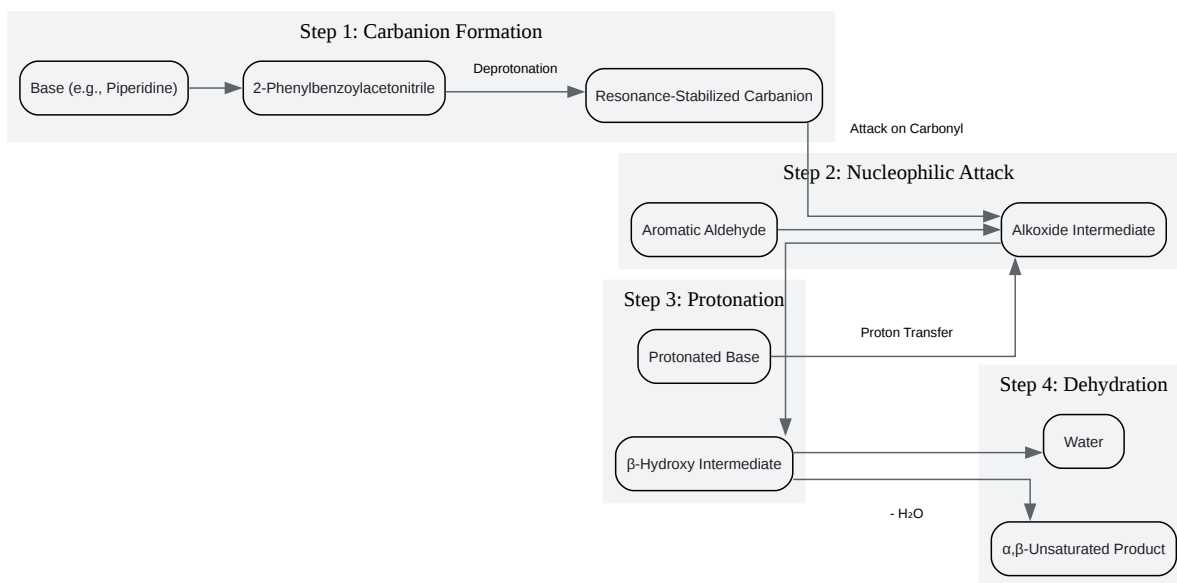 Step 1: Carbanion Formation
Base (e.g., Piperidine)
2-Phenylbenzoylacetonitrile
Deprotonation
Resonance-Stabilized Carbanion
Attack on Carbonyl
Step 2: Nucleophilic Attack
Aromatic Aldehyde
Alkoxide Intermediate
Step 3: Protonation
Protonated Base
Proton Transfer
β-Hydroxy Intermediate
Step 4: Dehydration
Water
- H₂O
α,β-Unsaturated Product